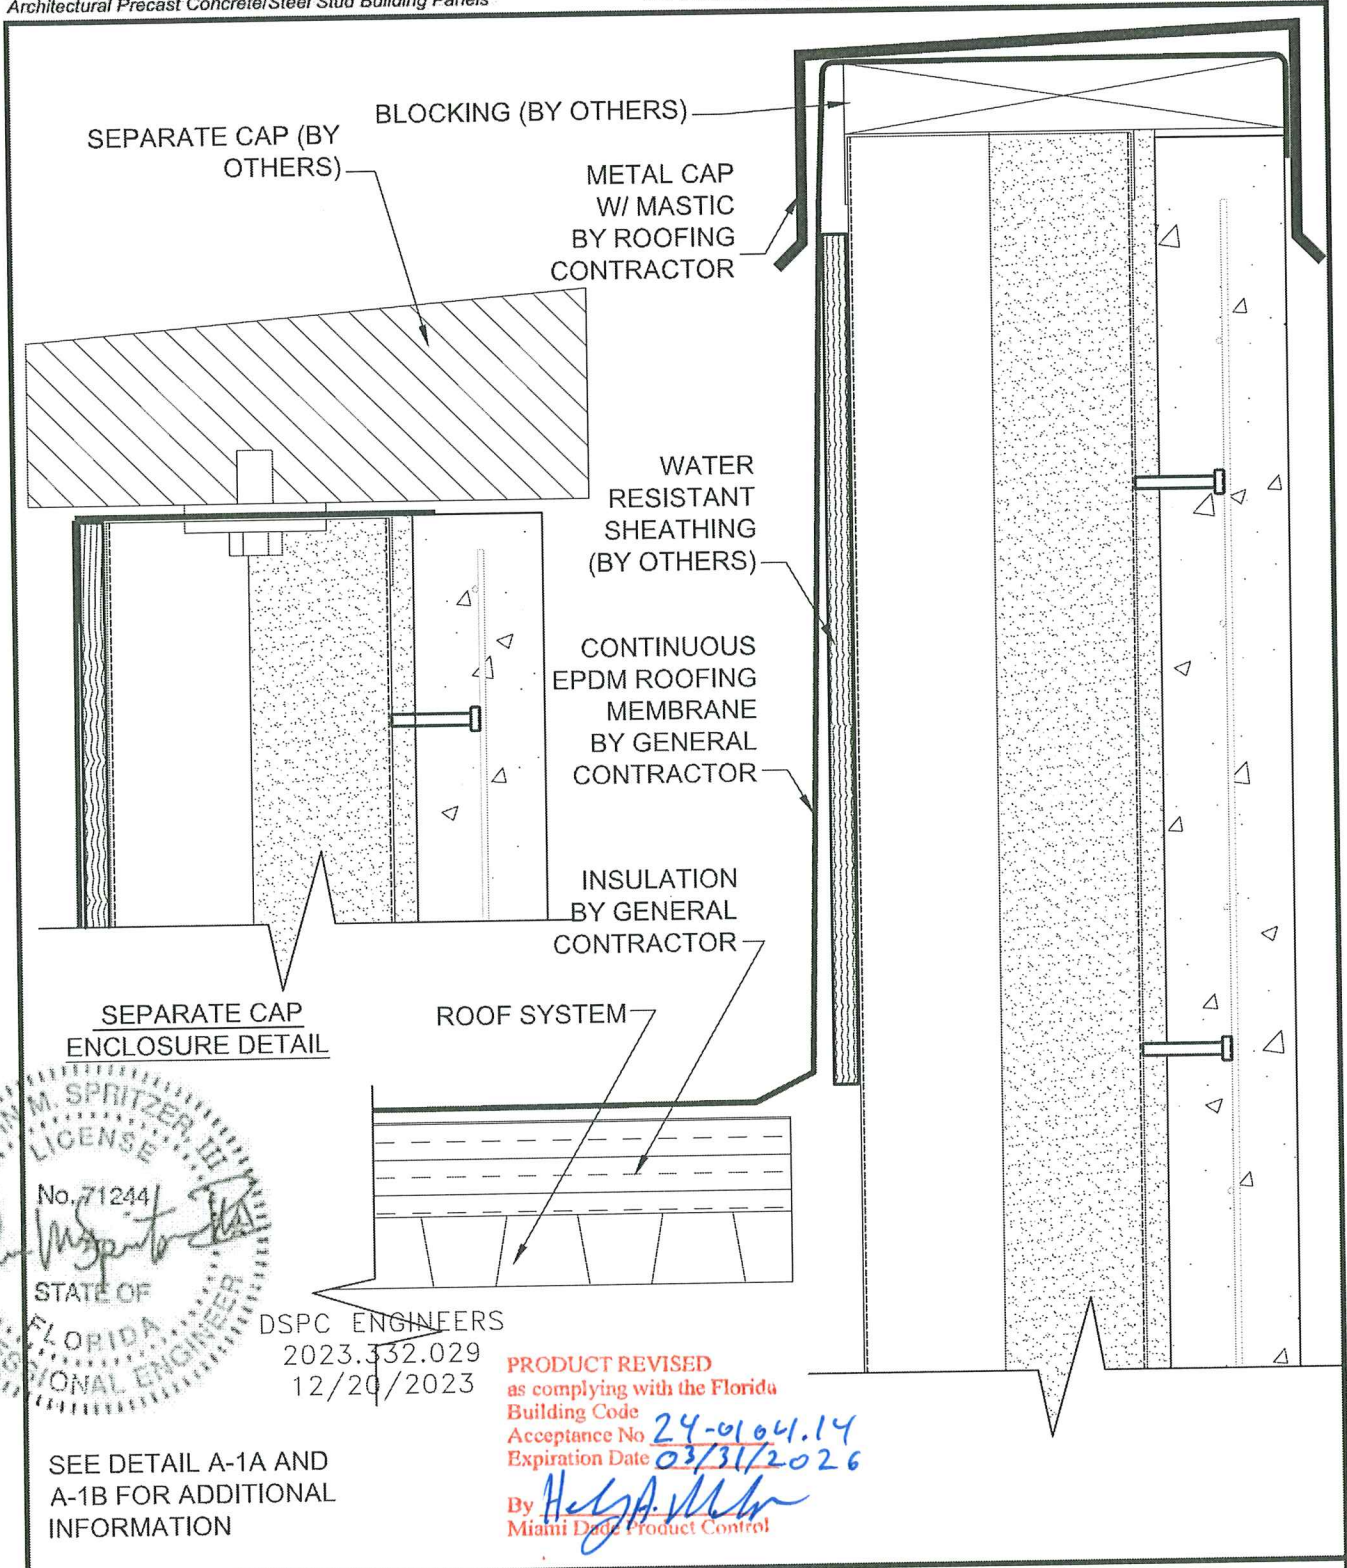 Architectural Precast Concrete/Steel Stud Building Panels
BLOCKING (BY OTHERS)
SEPARATE CAP (BY
OTHERS)
METAL CAP
W/ MASTIC
BY ROOFING
CONTRACTOR
WATER
RESISTANT
SHEATHING
(BY OTHERS)
CONTINUOUS
EPDM ROOFING
MEMBRANE
BY GENERAL
CONTRACTOR
INSULATION
BY GENERAL
CONTRACTOR
SEPARATE CAP
ENCLOSURE DETAIL
ROOF SYSTEM
M. SPRITZER, III
LICENSE
No. 71244
STATE OF
FLORIDA
ENGINEER
DSPC ENGINEERS
2023.332.029
12/20/2023
PRODUCT REVISED
as complying with the Florida
Building Code
Acceptance No 24-0104.14
Expiration Date 03/31/2026
By
Miami Dade Product Control
SEE DETAIL A-1A AND
A-1B FOR ADDITIONAL
INFORMATION